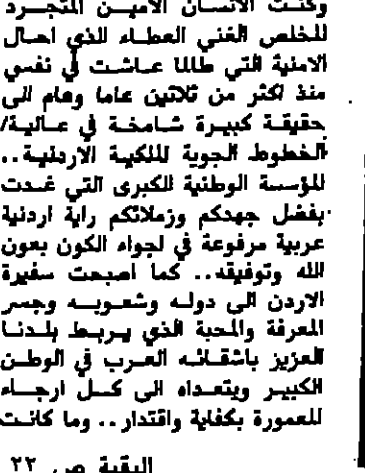 وكنت الانسان الامين المتجرد
المخلص الغني العطاء الذي احال
الامنية التي طالما عاشت في نفسي
منذ اكثر من ثلاثين عاما وعام الى
حقيقة كبيرة شامخة في عالية/
الخطوط الجوية الملكية الاردنية ..
المؤسسة الوطنية الكبرى التي غدت
بفضل جهدكم وزملائكم راية اردنية
عربية مرفوعة في اجواء الكون بعون
الله وتوفيقه .. كما اصبحت سفيرة
الاردن الى دوله وشعوبه وجسر
المعرفة والمحبة الذي يربط بلدنا
العزيز باشقائه العرب في الوطن
الكبير ويتعداه الى كل ارجاء
المعمورة بكفاية واقتدار .. وما كانت
البقية ص ٢٢